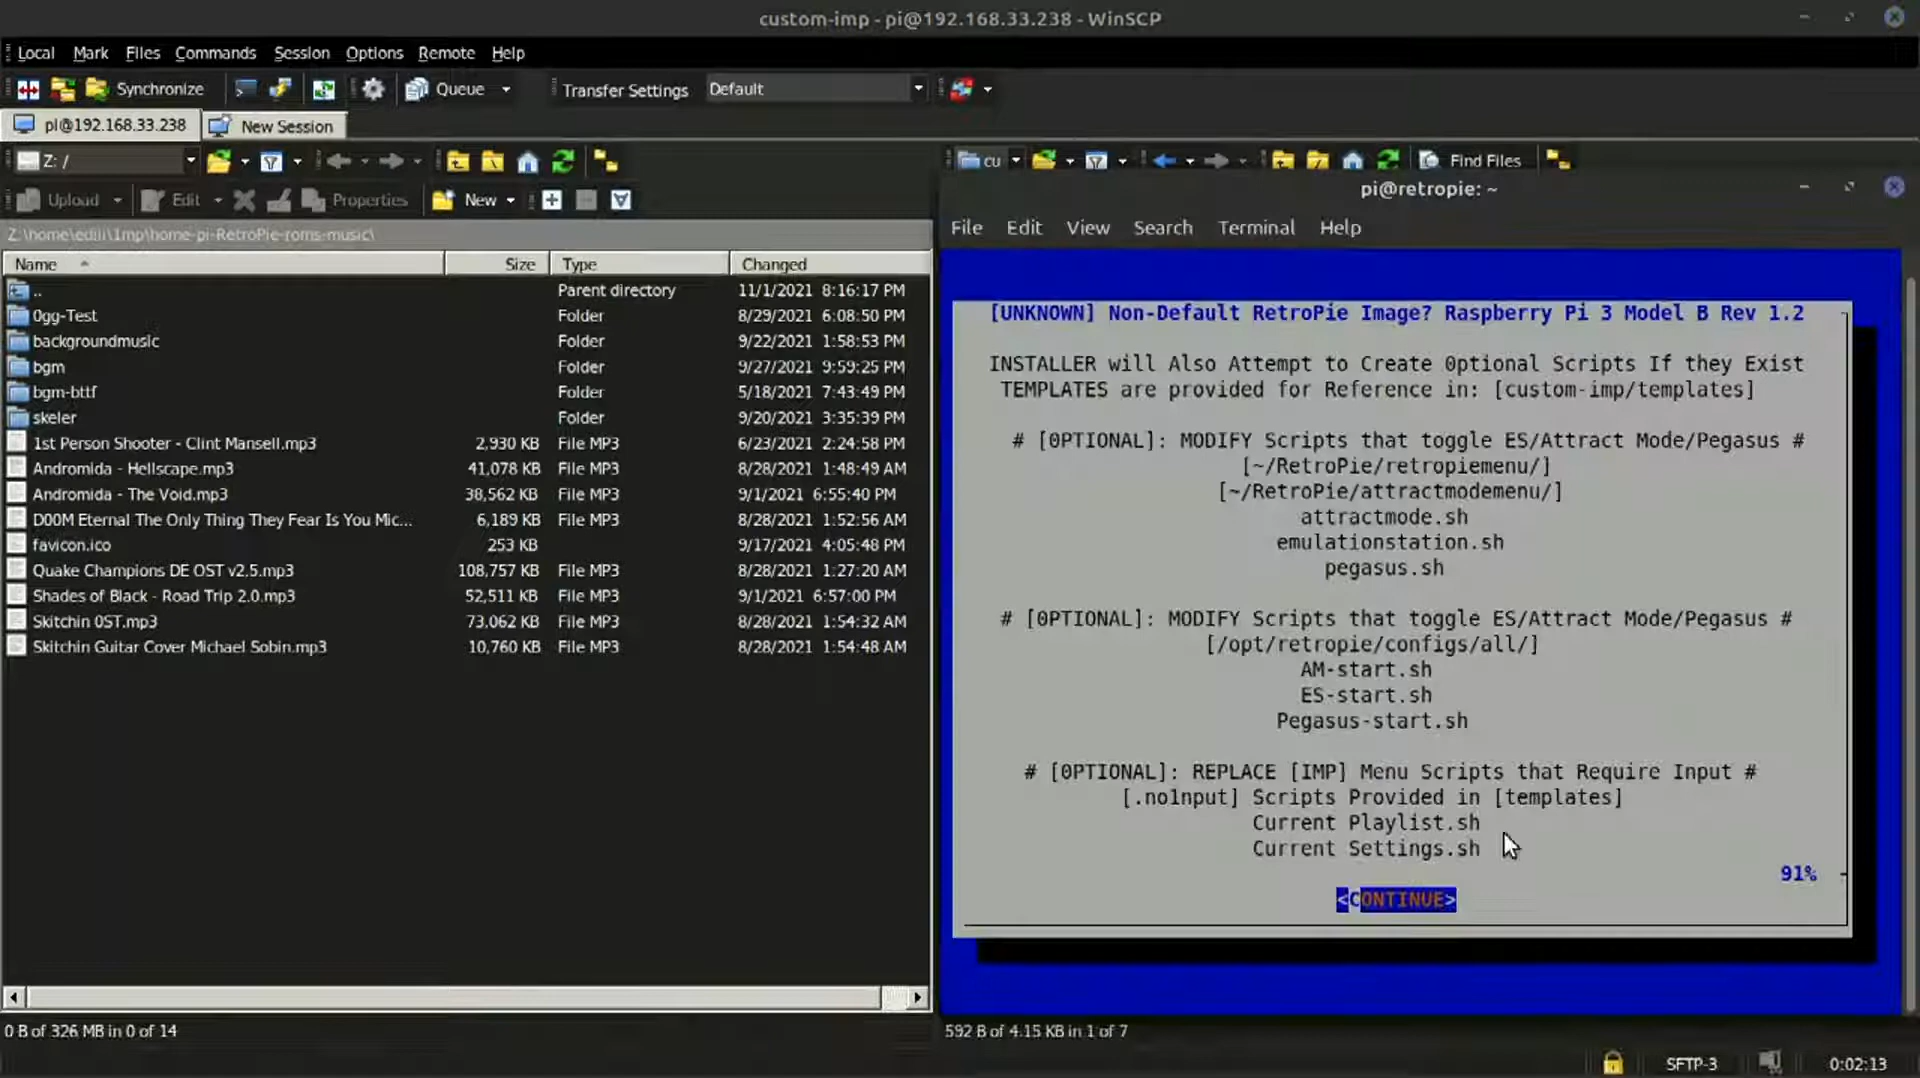 custom-imp - pi@192.168.33.238 - WinSCP
Local Mark Files Commands Session Options Remote Help
Synchronize Queue Transfer Settings Default
pi@192.168.33.238 New Session
Z: /
Upload Edit Properties New
Z:\home\ediii\1mp\home-pi-RetroPie-roms-music\
Name Size Type Changed
.. Parent directory 11/1/2021 8:16:17 PM
0gg-Test Folder 8/29/2021 6:08:50 PM
backgroundmusic Folder 9/22/2021 1:58:53 PM
bgm Folder 9/27/2021 9:59:25 PM
bgm-bttf Folder 5/18/2021 7:43:49 PM
skeler Folder 9/20/2021 3:35:39 PM
1st Person Shooter - Clint Mansell.mp3 2,930 KB File MP3 6/23/2021 2:24:58 PM
Andromida - Hellscape.mp3 41,078 KB File MP3 8/28/2021 1:48:49 AM
Andromida - The Void.mp3 38,562 KB File MP3 9/1/2021 6:55:40 PM
D00M Eternal The Only Thing They Fear Is You Mic... 6,189 KB File MP3 8/28/2021 1:52:56 AM
favicon.ico 253 KB 9/17/2021 4:05:48 PM
Quake Champions DE OST v2.5.mp3 108,757 KB File MP3 8/28/2021 1:27:20 AM
Shades of Black - Road Trip 2.0.mp3 52,511 KB File MP3 9/1/2021 6:57:00 PM
Skitchin 0ST.mp3 73,062 KB File MP3 8/28/2021 1:54:32 AM
Skitchin Guitar Cover Michael Sobin.mp3 10,760 KB File MP3 8/28/2021 1:54:48 AM
0 B of 326 MB in 0 of 14
cu Find Files
pi@retropie: ~
File Edit View Search Terminal Help
[UNKNOWN] Non-Default RetroPie Image? Raspberry Pi 3 Model B Rev 1.2
INSTALLER will Also Attempt to Create 0ptional Scripts If they Exist
TEMPLATES are provided for Reference in: [custom-imp/templates]
# [0PTIONAL]: MODIFY Scripts that toggle ES/Attract Mode/Pegasus #
[~/RetroPie/retropiemenu/]
[~/RetroPie/attractmodemenu/]
attractmode.sh
emulationstation.sh
pegasus.sh
# [0PTIONAL]: MODIFY Scripts that toggle ES/Attract Mode/Pegasus #
[/opt/retropie/configs/all/]
AM-start.sh
ES-start.sh
Pegasus-start.sh
# [0PTIONAL]: REPLACE [IMP] Menu Scripts that Require Input #
[.no1nput] Scripts Provided in [templates]
Current Playlist.sh
Current Settings.sh
91%
<CONTINUE>
592 B of 4.15 KB in 1 of 7
SFTP-3 0:02:13